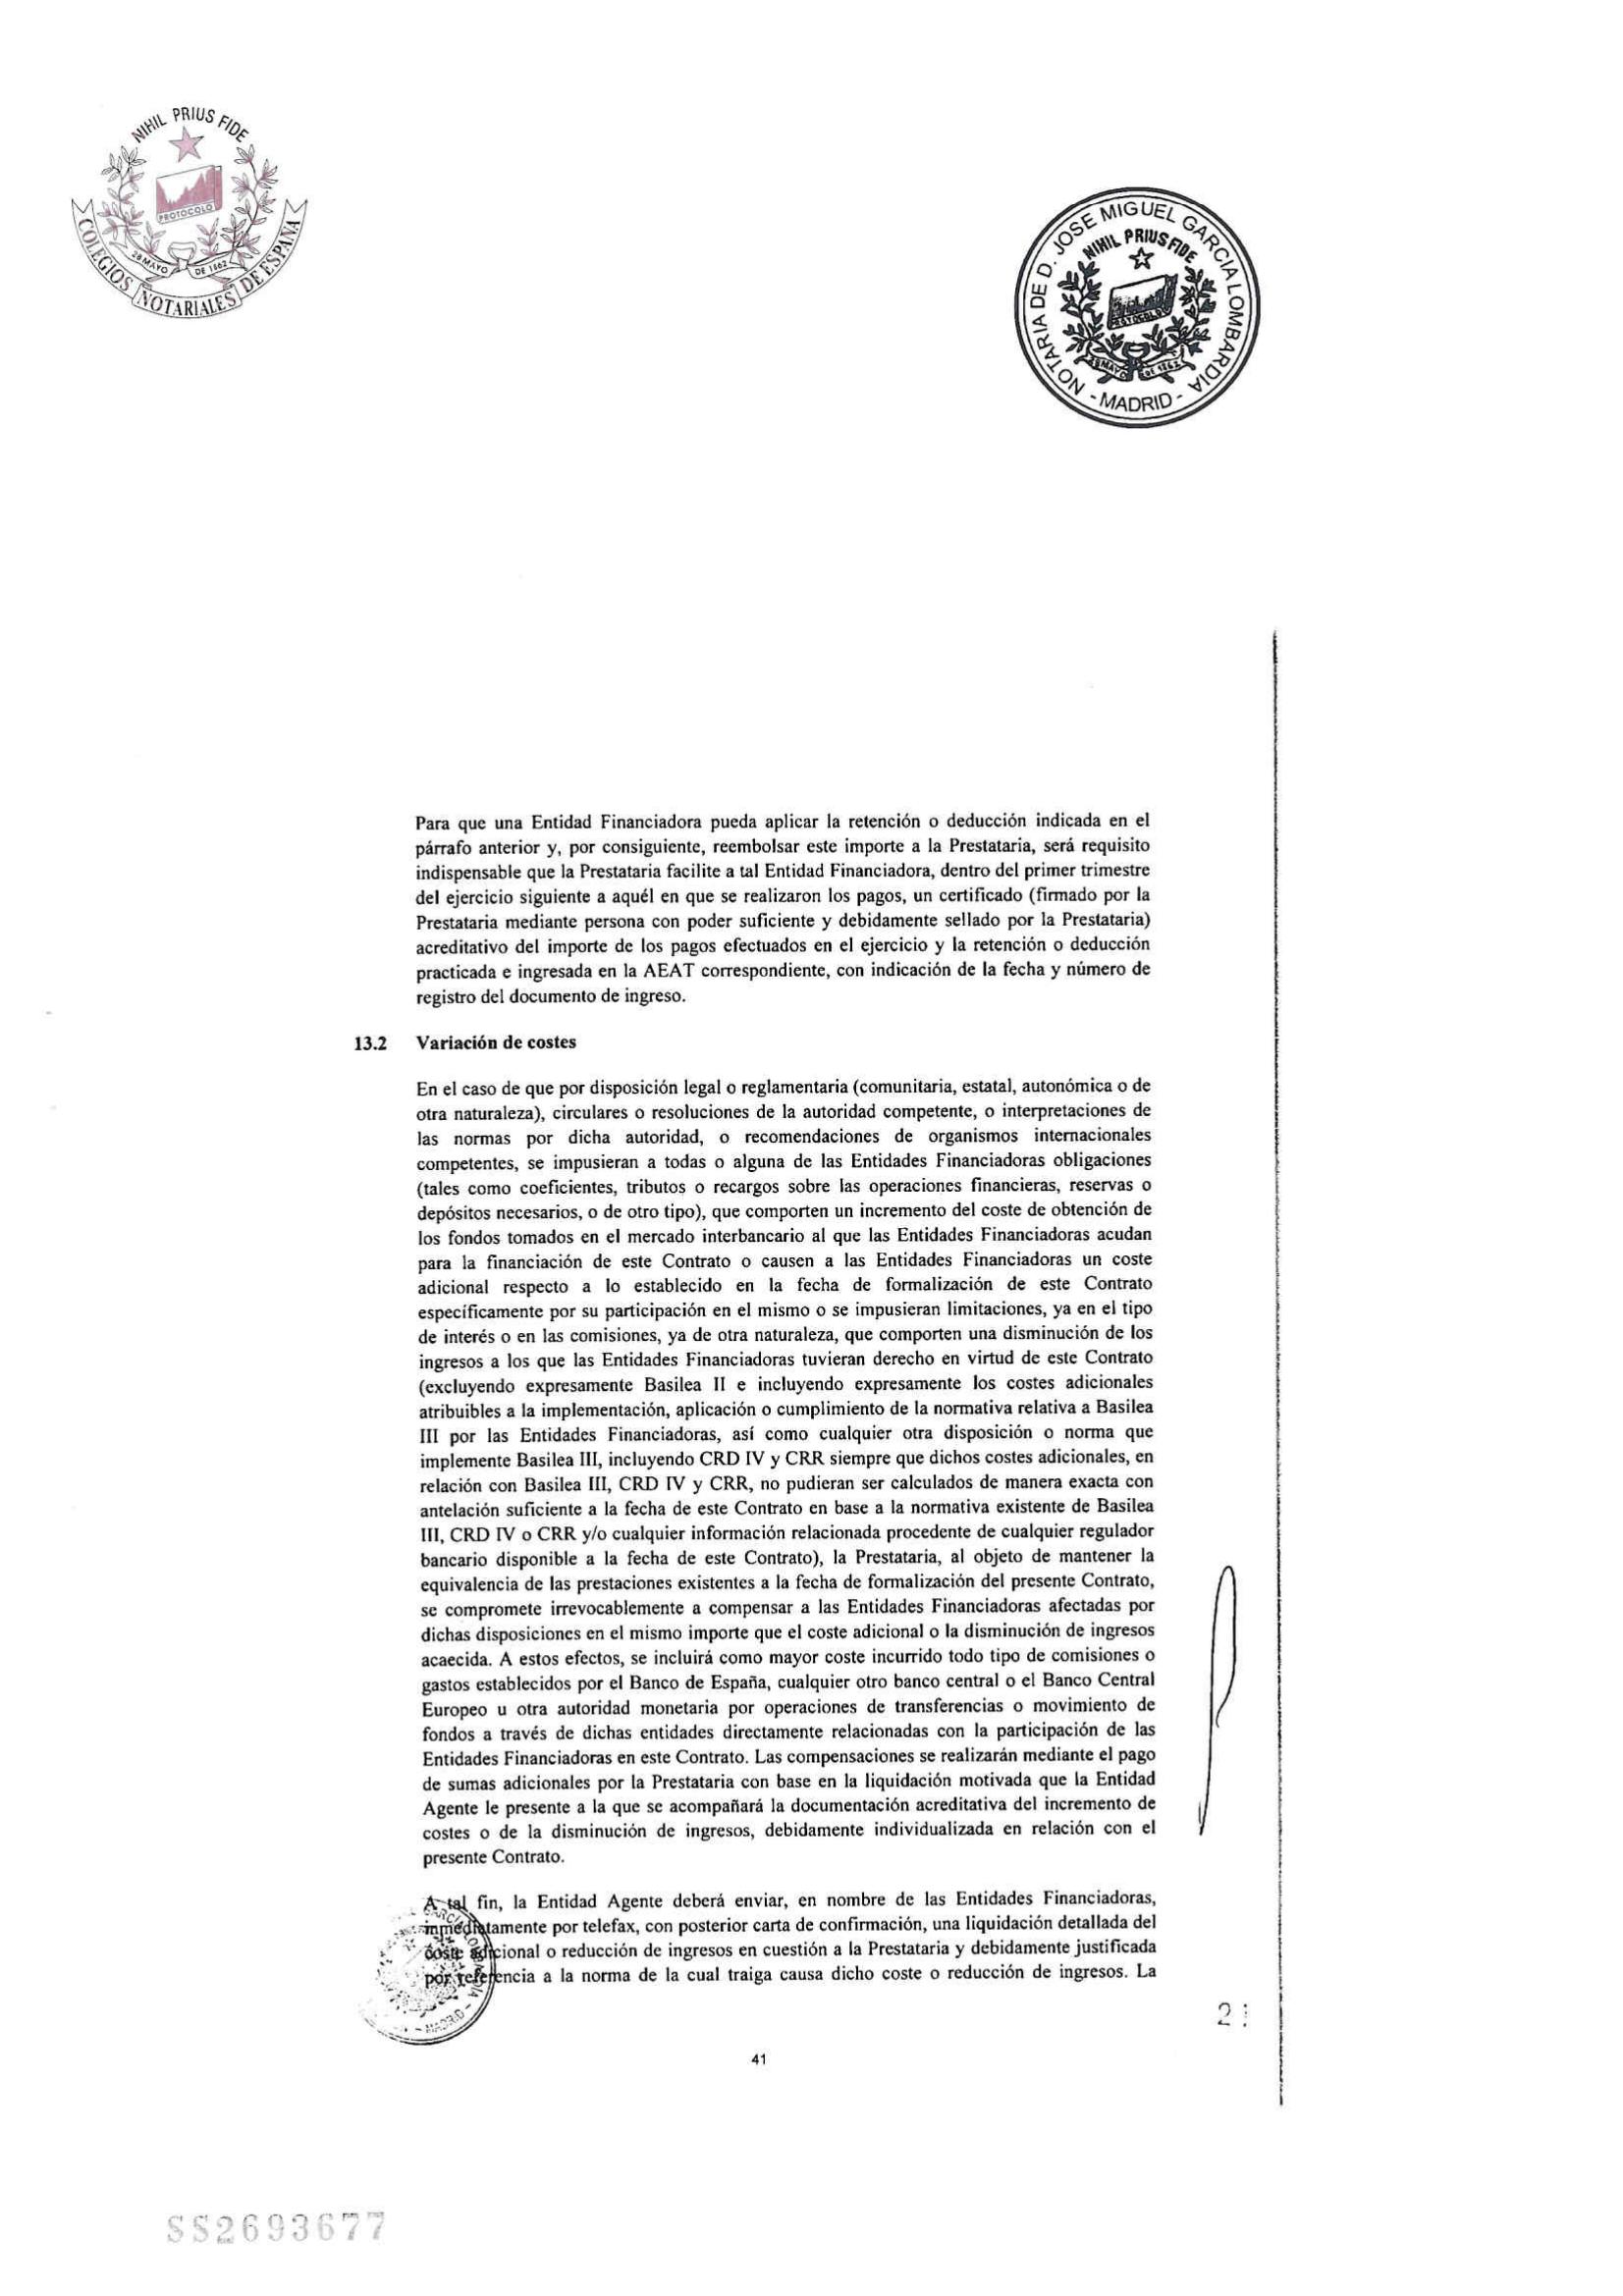 NIHIL PRIUS FIDE
PROTOCOLO
28 MAYO DE 1862
COLEGIOS NOTARIALES DE ESPAÑA
NOTARIA DE D. JOSE MIGUEL GARCIA LOMBARDIA
NIHIL PRIUS FIDE
PROTOCOLO
28 MAYO DE 1862
- MADRID -
Para que una Entidad Financiadora pueda aplicar la retención o deducción indicada en el
párrafo anterior y, por consiguiente, reembolsar este importe a la Prestataria, será requisito
indispensable que la Prestataria facilite a tal Entidad Financiadora, dentro del primer trimestre
del ejercicio siguiente a aquél en que se realizaron los pagos, un certificado (firmado por la
Prestataria mediante persona con poder suficiente y debidamente sellado por la Prestataria)
acreditativo del importe de los pagos efectuados en el ejercicio y la retención o deducción
practicada e ingresada en la AEAT correspondiente, con indicación de la fecha y número de
registro del documento de ingreso.
13.2 Variación de costes
En el caso de que por disposición legal o reglamentaria (comunitaria, estatal, autonómica o de
otra naturaleza), circulares o resoluciones de la autoridad competente, o interpretaciones de
las normas por dicha autoridad, o recomendaciones de organismos internacionales
competentes, se impusieran a todas o alguna de las Entidades Financiadoras obligaciones
(tales como coeficientes, tributos o recargos sobre las operaciones financieras, reservas o
depósitos necesarios, o de otro tipo), que comporten un incremento del coste de obtención de
los fondos tomados en el mercado interbancario al que las Entidades Financiadoras acudan
para la financiación de este Contrato o causen a las Entidades Financiadoras un coste
adicional respecto a lo establecido en la fecha de formalización de este Contrato
específicamente por su participación en el mismo o se impusieran limitaciones, ya en el tipo
de interés o en las comisiones, ya de otra naturaleza, que comporten una disminución de los
ingresos a los que las Entidades Financiadoras tuvieran derecho en virtud de este Contrato
(excluyendo expresamente Basilea II e incluyendo expresamente los costes adicionales
atribuibles a la implementación, aplicación o cumplimiento de la normativa relativa a Basilea
III por las Entidades Financiadoras, así como cualquier otra disposición o norma que
implemente Basilea III, incluyendo CRD IV y CRR siempre que dichos costes adicionales, en
relación con Basilea III, CRD IV y CRR, no pudieran ser calculados de manera exacta con
antelación suficiente a la fecha de este Contrato en base a la normativa existente de Basilea
III, CRD IV o CRR y/o cualquier información relacionada procedente de cualquier regulador
bancario disponible a la fecha de este Contrato), la Prestataria, al objeto de mantener la
equivalencia de las prestaciones existentes a la fecha de formalización del presente Contrato,
se compromete irrevocablemente a compensar a las Entidades Financiadoras afectadas por
dichas disposiciones en el mismo importe que el coste adicional o la disminución de ingresos
acaecida. A estos efectos, se incluirá como mayor coste incurrido todo tipo de comisiones o
gastos establecidos por el Banco de España, cualquier otro banco central o el Banco Central
Europeo u otra autoridad monetaria por operaciones de transferencias o movimiento de
fondos a través de dichas entidades directamente relacionadas con la participación de las
Entidades Financiadoras en este Contrato. Las compensaciones se realizarán mediante el pago
de sumas adicionales por la Prestataria con base en la liquidación motivada que la Entidad
Agente le presente a la que se acompañará la documentación acreditativa del incremento de
costes o de la disminución de ingresos, debidamente individualizada en relación con el
presente Contrato.
A tal fin, la Entidad Agente deberá enviar, en nombre de las Entidades Financiadoras,
inmediatamente por telefax, con posterior carta de confirmación, una liquidación detallada del
coste adicional o reducción de ingresos en cuestión a la Prestataria y debidamente justificada
por referencia a la norma de la cual traiga causa dicho coste o reducción de ingresos. La
- MADRID -
2
41
SS2693677